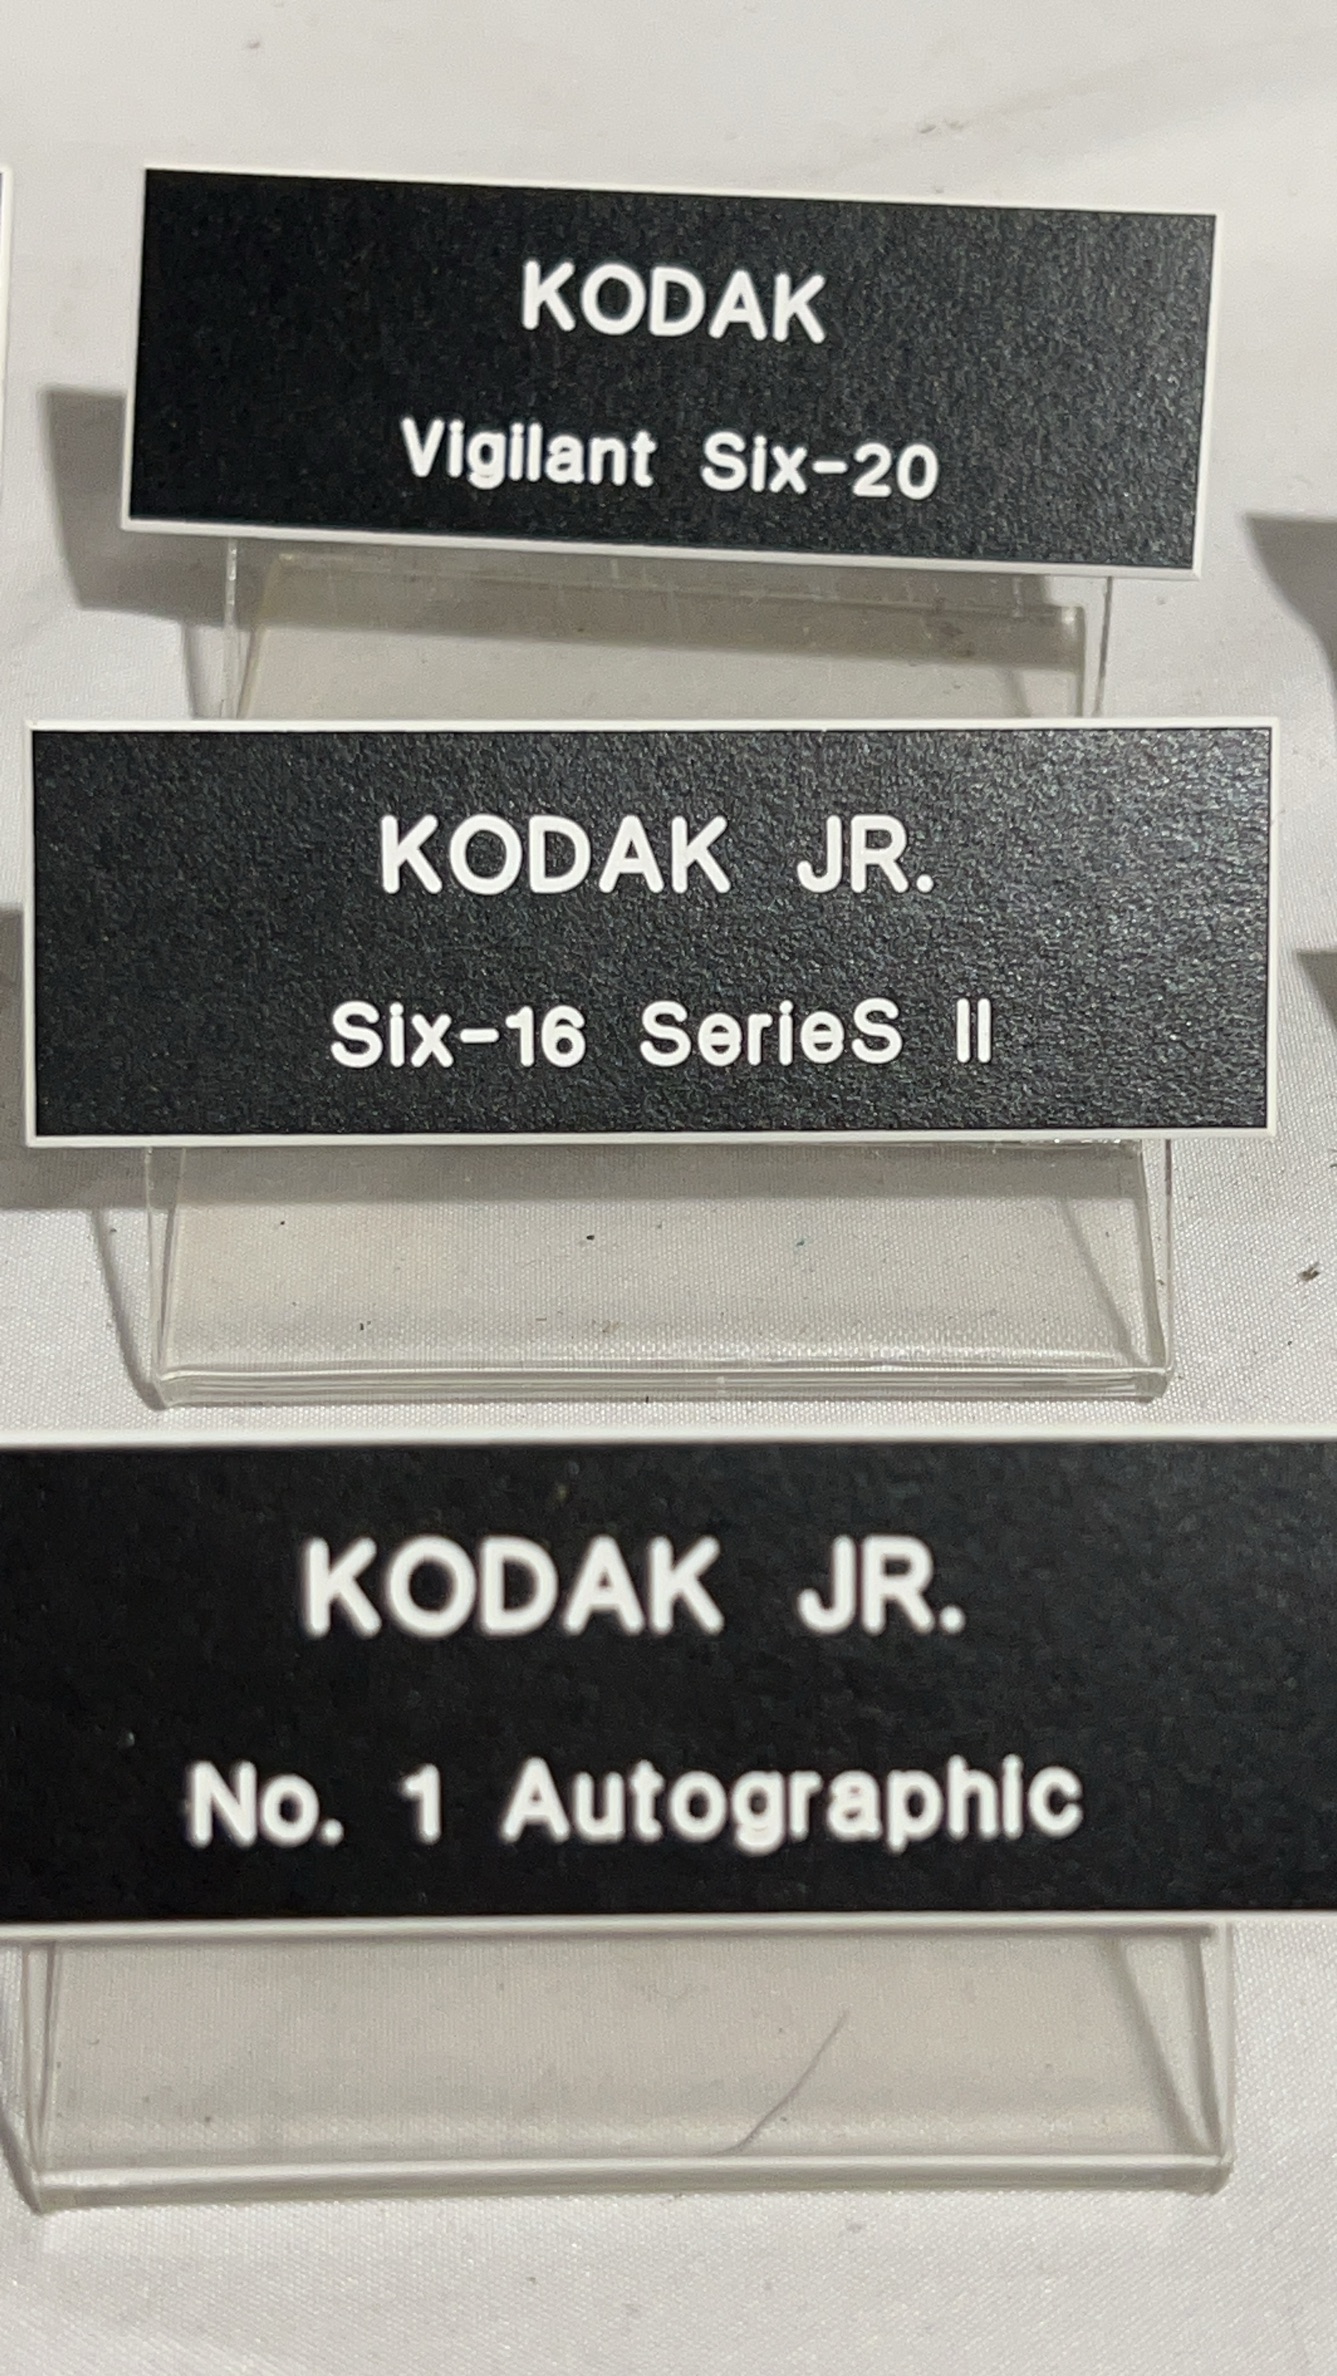 KODAK
Vigilant Six-20
KODAK JR.
Six-16 SerieS II
KODAK JR.
No. 1 Autographic